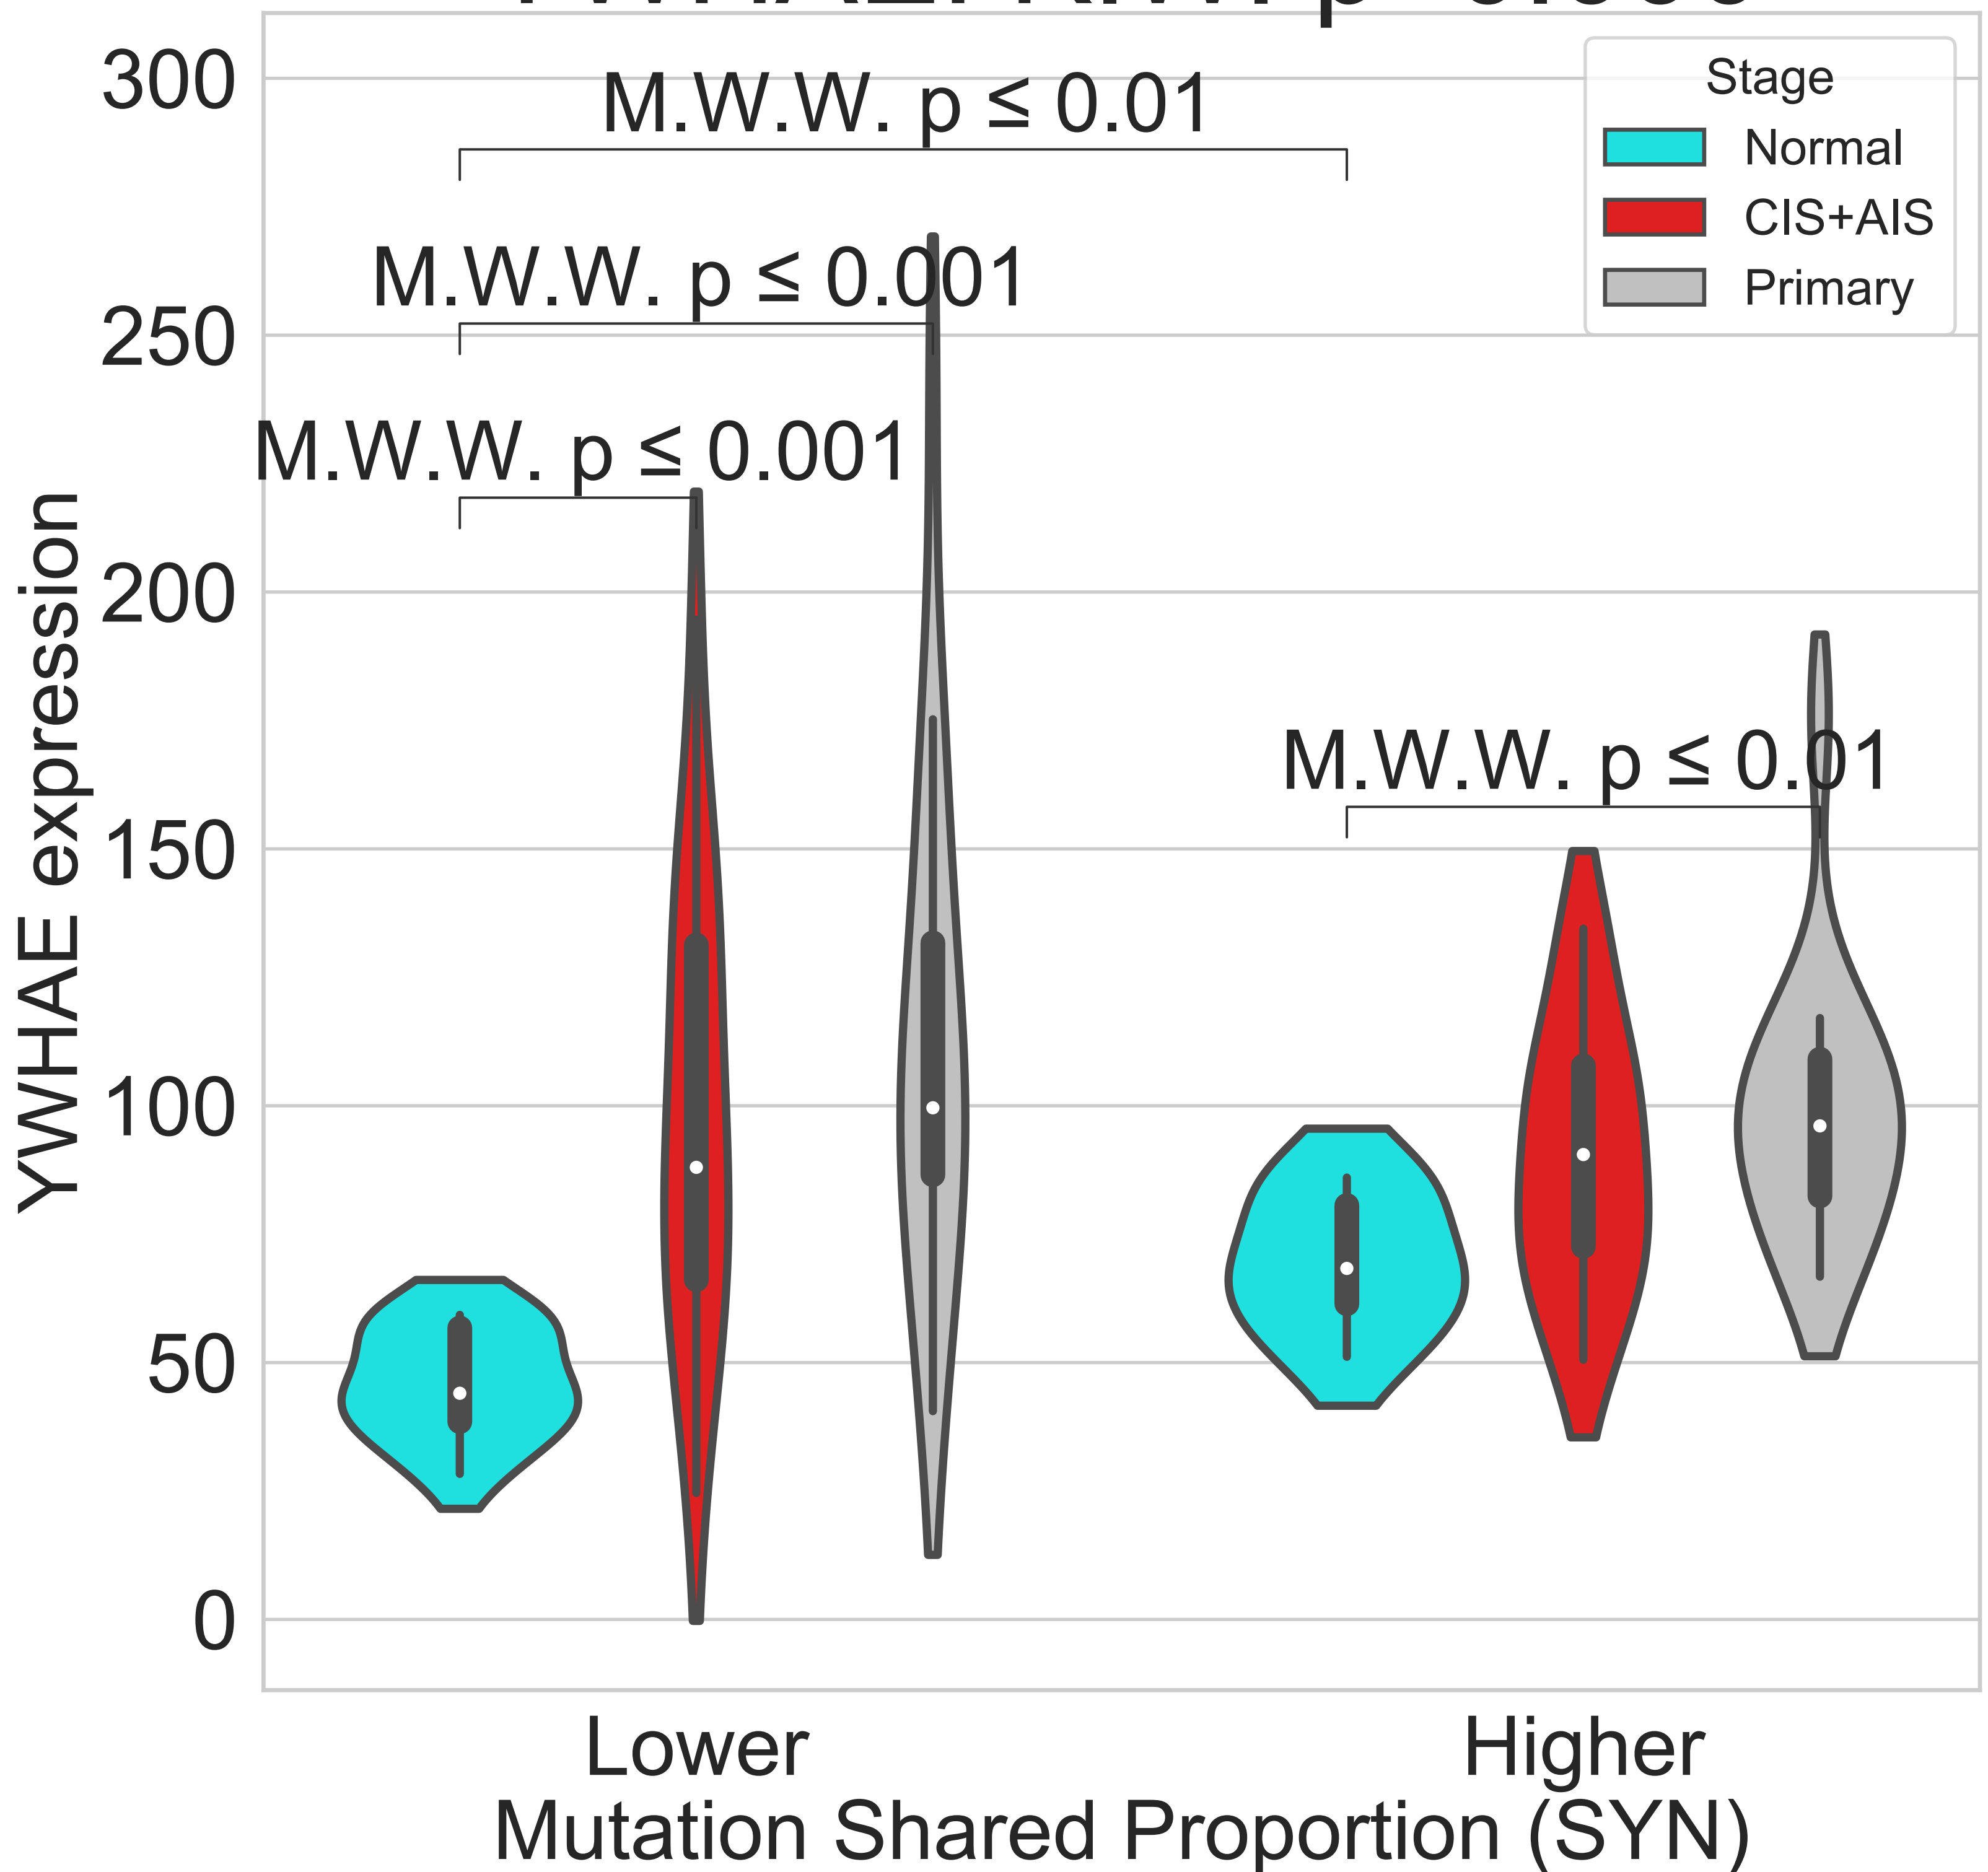 300
250
200
150
100
50
0
YWHAE expression
M.W.W. p ≤ 0.01
M.W.W. p ≤ 0.001
M.W.W. p ≤ 0.001
M.W.W. p ≤ 0.01
Stage
Normal
CIS+AIS
Primary
Lower
Higher
Mutation Shared Proportion (SYN)